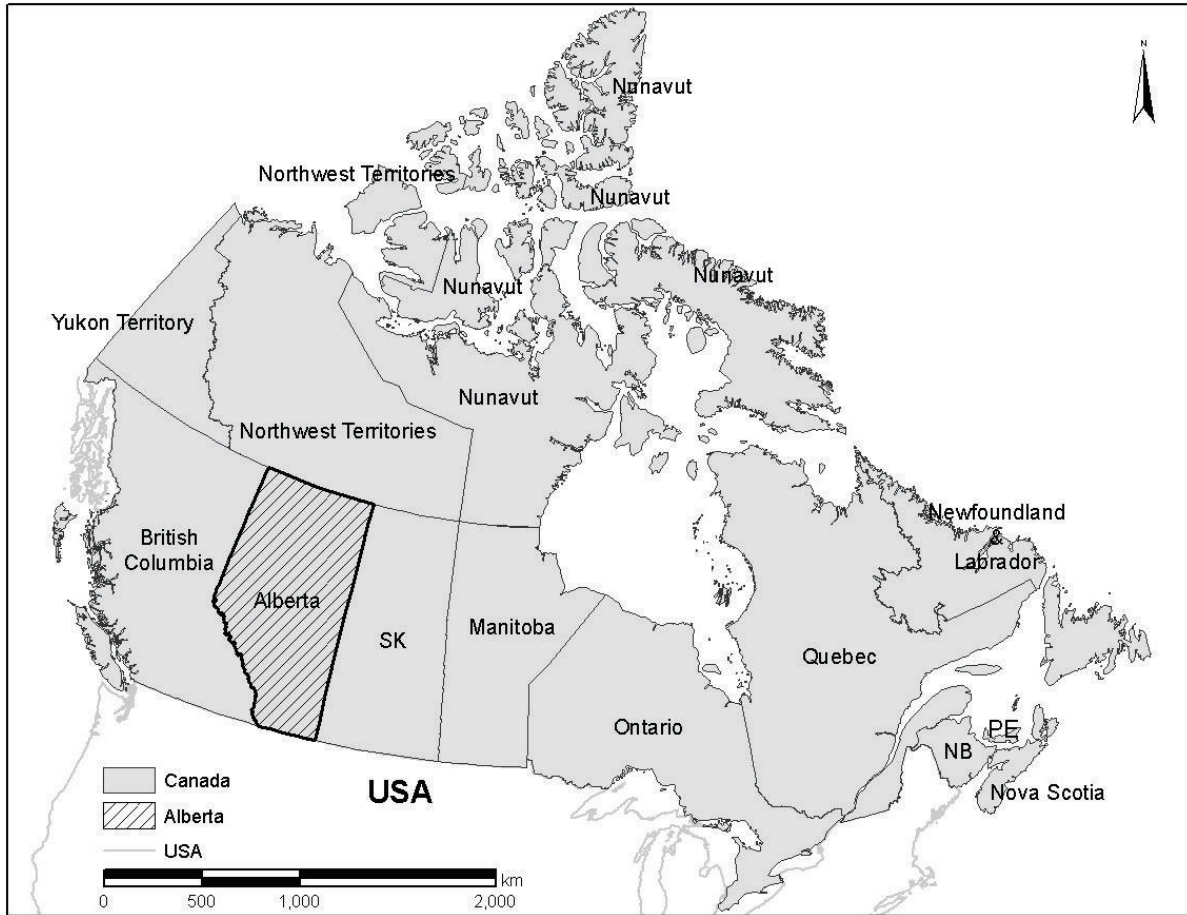 N
Nunavut
Northwest Territories
Nunavut
Nunavut
Nunavut
Yukon Territory
Nunavut
Northwest Territories
Newfoundland
&
Labrador
British
Columbia
Alberta
Manitoba
SK
Quebec
Ontario
PE
NB
Nova Scotia
USA
Canada
Alberta
USA
km
0 500 1,000 2,000